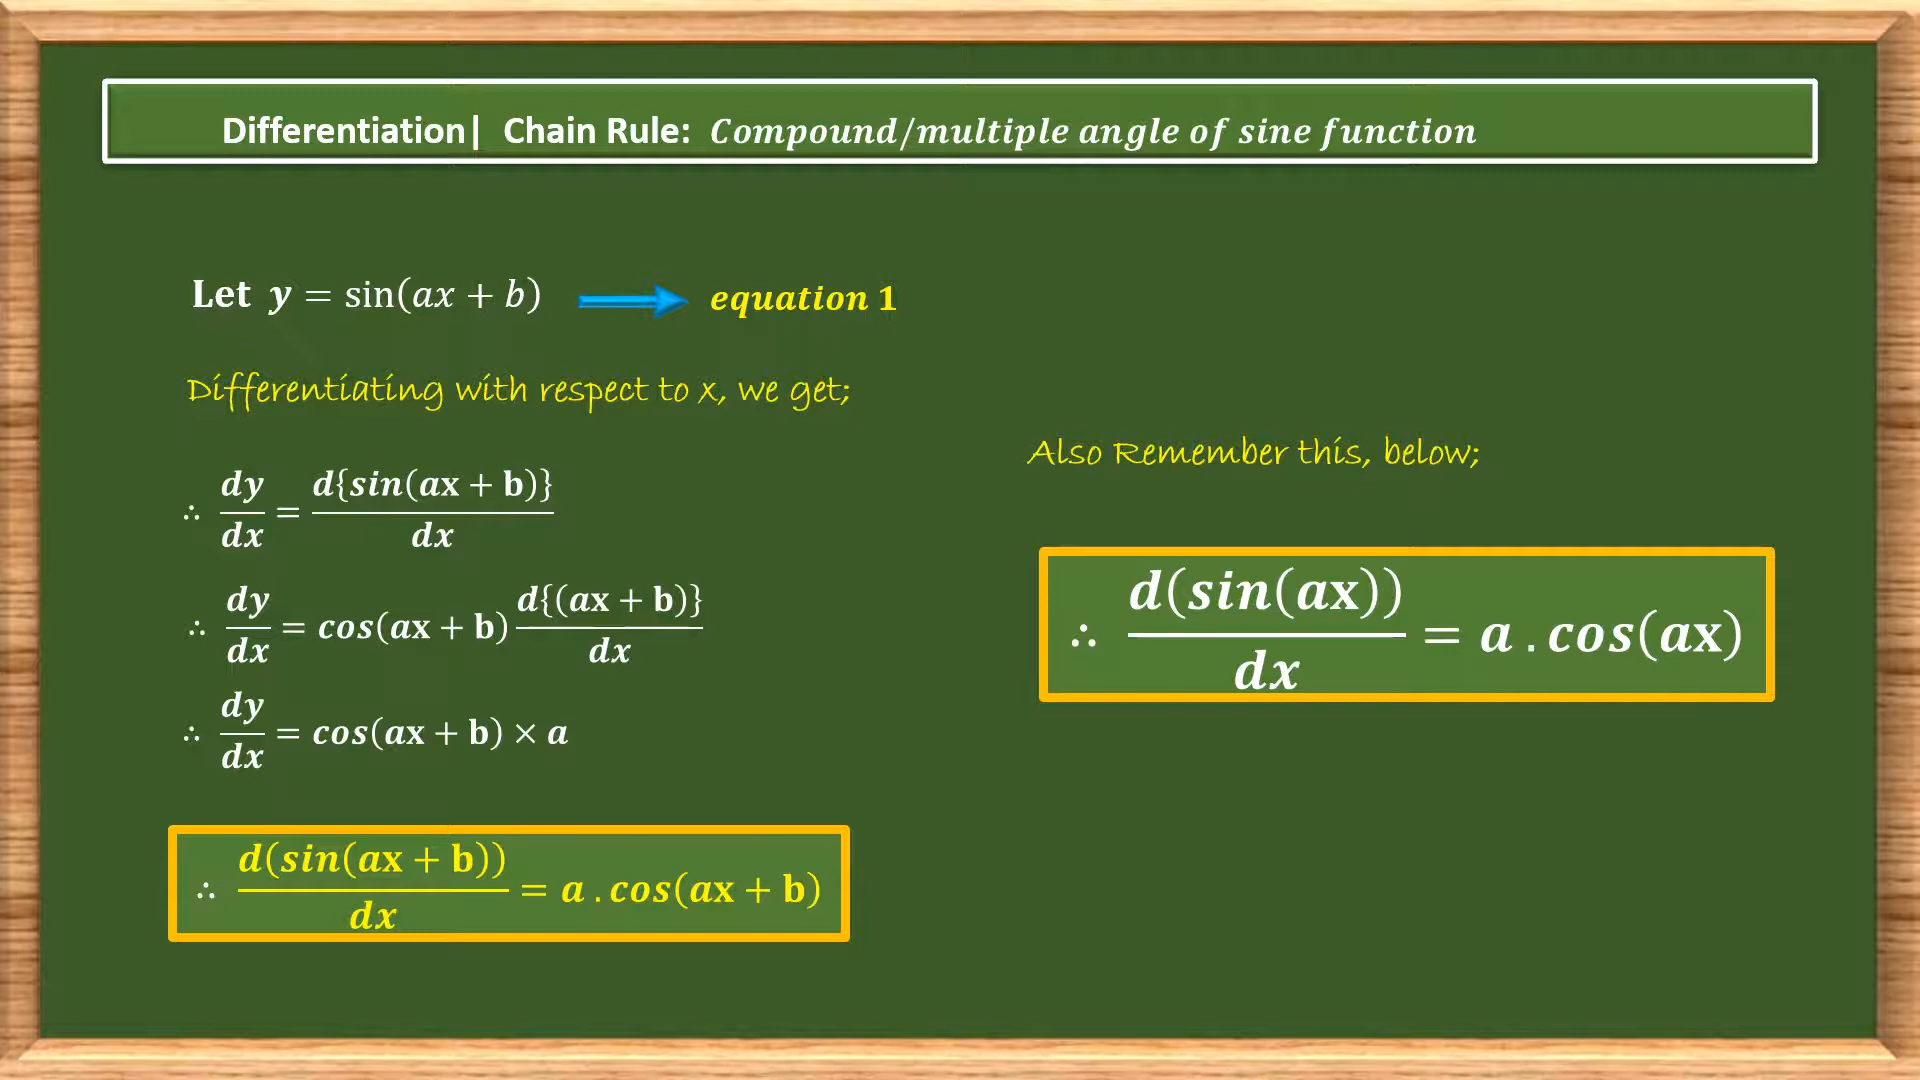 Differentiation| Chain Rule: Compound/multiple angle of sine function
Let y = sin(ax + b) equation 1
Differentiating with respect to x, we get;
∴ dy/dx = d{sin(ax + b)}/dx
∴ dy/dx = cos(ax + b) d{(ax + b)}/dx
∴ dy/dx = cos(ax + b) × a
∴ d(sin(ax + b))/dx = a . cos(ax + b)
Also Remember this, below;
∴ d(sin(ax))/dx = a . cos(ax)